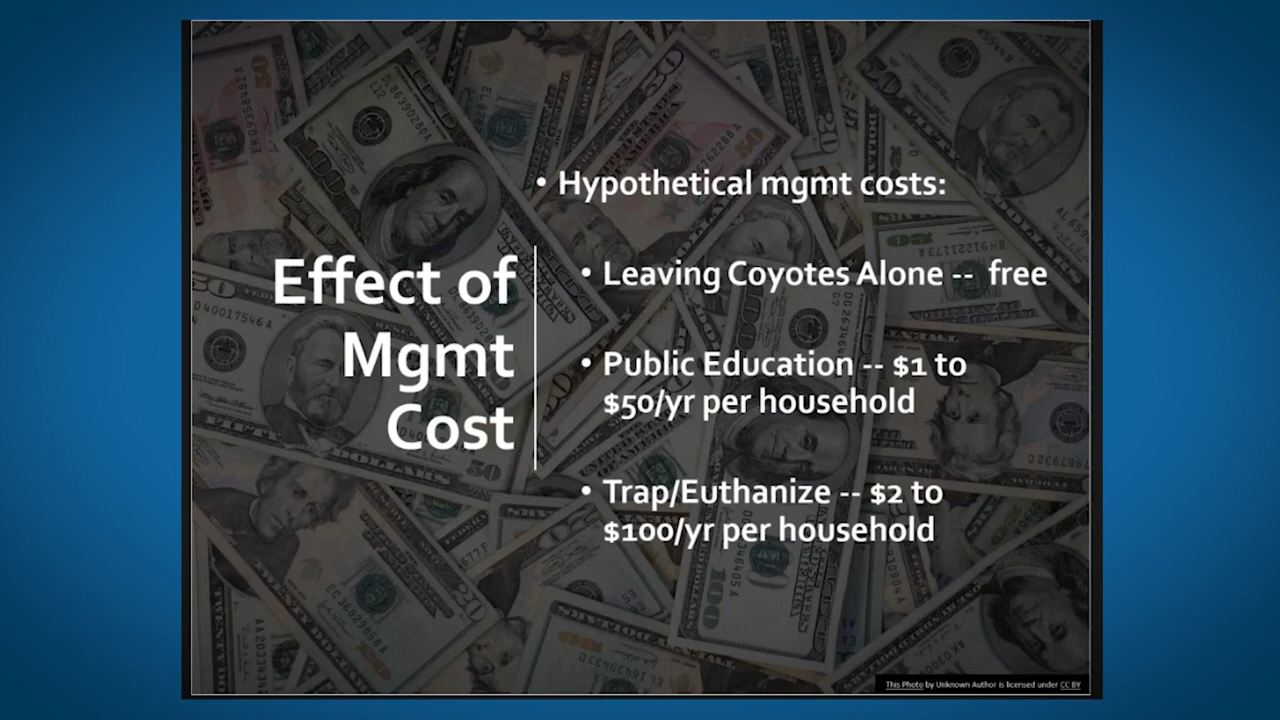 Effect of
Mgmt
Cost
• Hypothetical mgmt costs:
• Leaving Coyotes Alone -- free
• Public Education -- $1 to
$50/yr per household
• Trap/Euthanize -- $2 to
$100/yr per household
This Photo by Unknown Author is licensed under CC BY